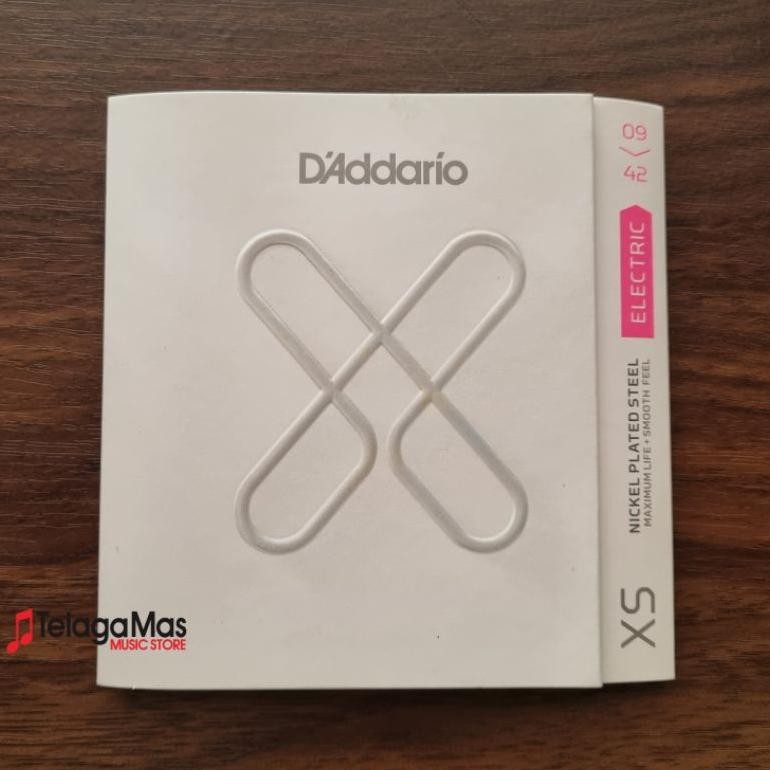 D'Addario
09
42
ELECTRIC
NICKEL PLATED STEEL
MAXIMUM LIFE + SMOOTH FEEL
XS
TelagaMas
MUSIC STORE